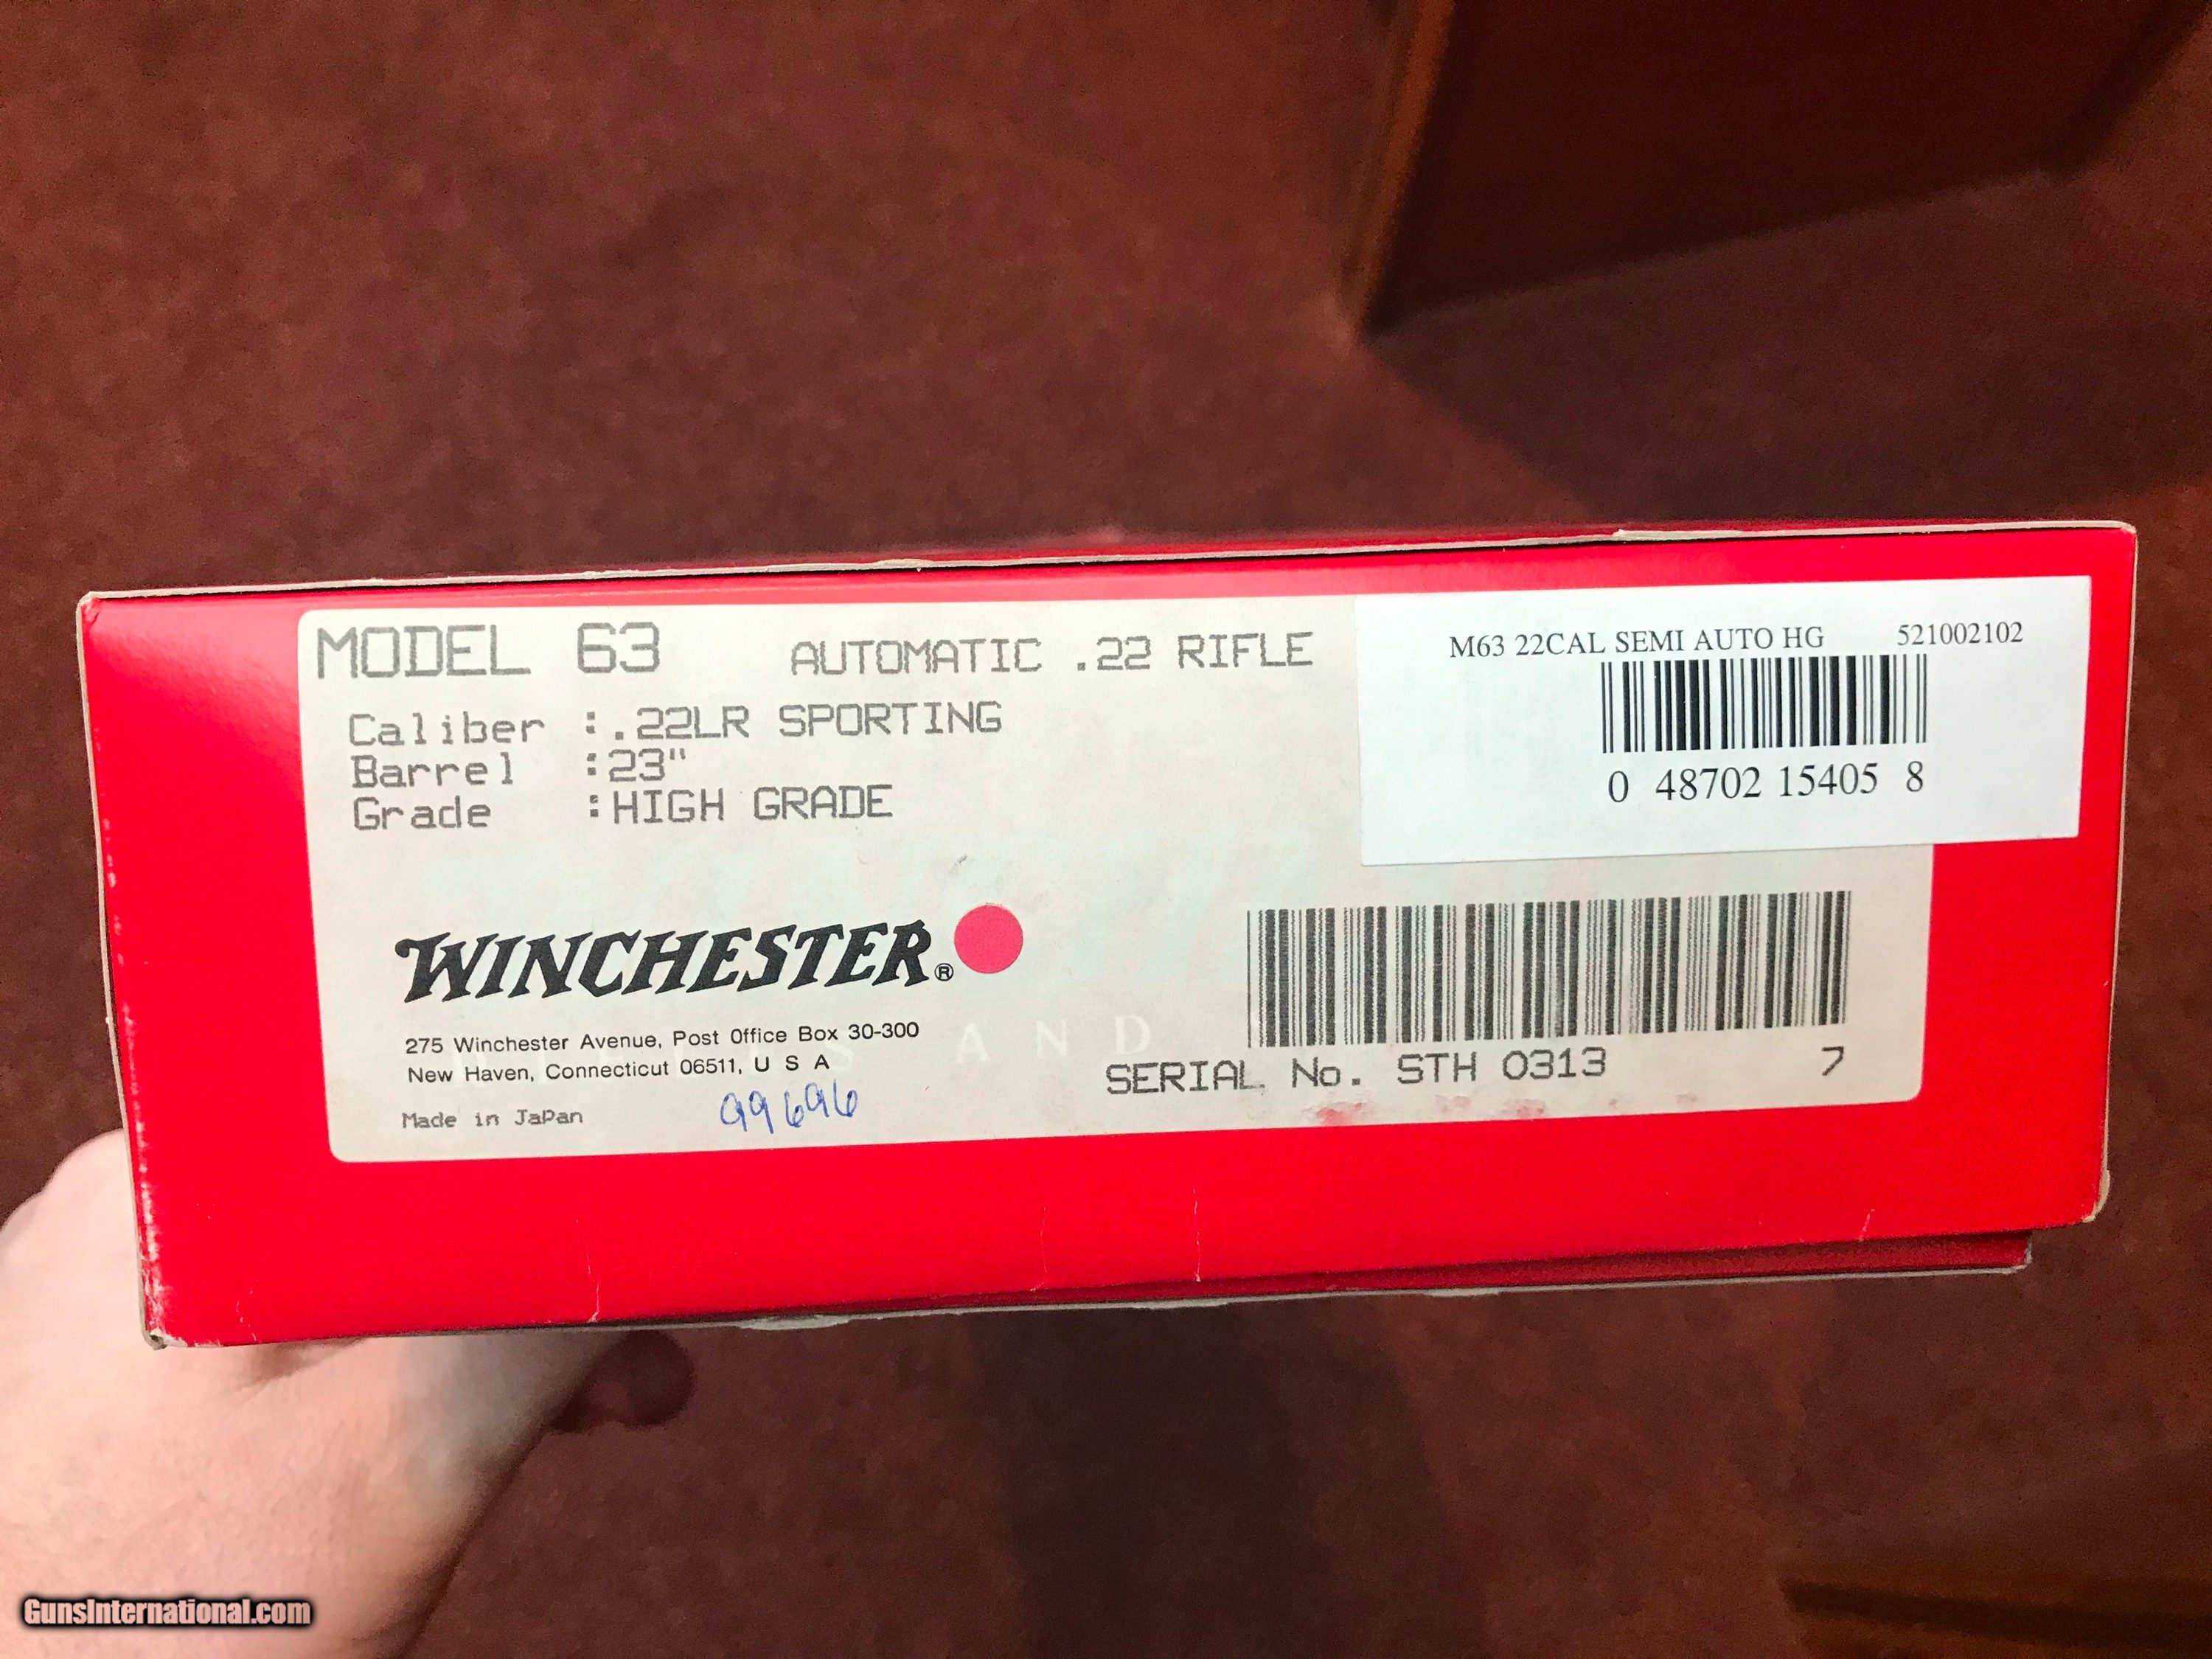 MODEL 63 AUTOMATIC .22 RIFLE
Caliber :.22LR SPORTING
Barrel :23"
Grade :HIGH GRADE
M63 22CAL SEMI AUTO HG 521002102
0 48702 15405 8
WINCHESTER®
275 Winchester Avenue, Post Office Box 30-300
New Haven, Connecticut 06511, U S A
Made in JaPan
99696
AND
SERIAL No. STH 0313 7
GunsInternational.com